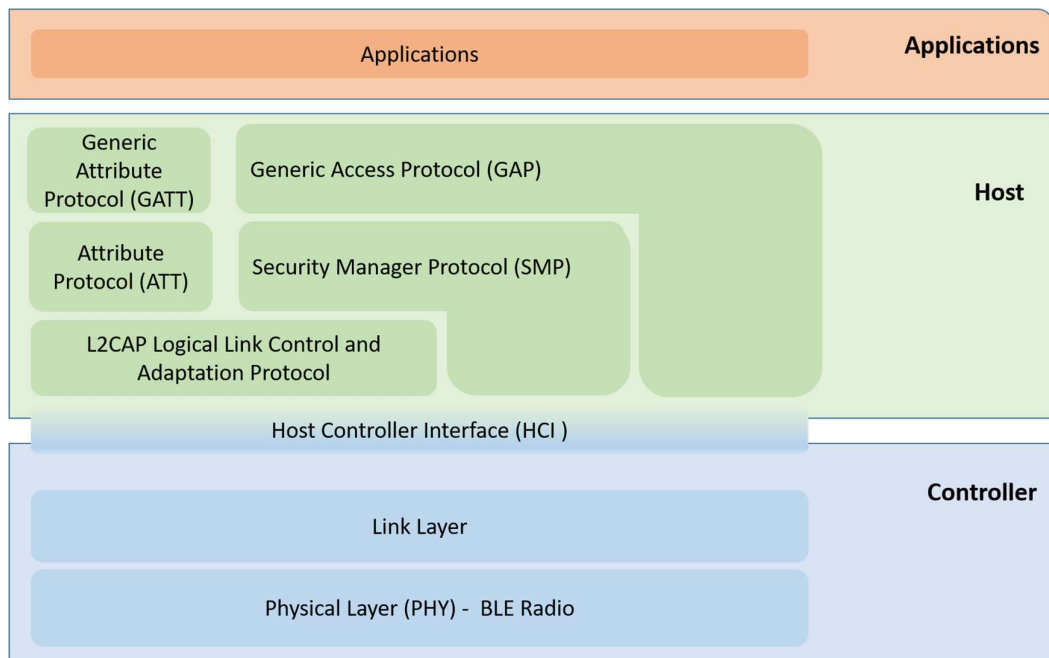 Applications
Applications
Generic
Attribute
Protocol (GATT)
Generic Access Protocol (GAP)
Host
Attribute
Protocol (ATT)
Security Manager Protocol (SMP)
L2CAP Logical Link Control and
Adaptation Protocol
Host Controller Interface (HCI )
Controller
Link Layer
Physical Layer (PHY) -  BLE Radio